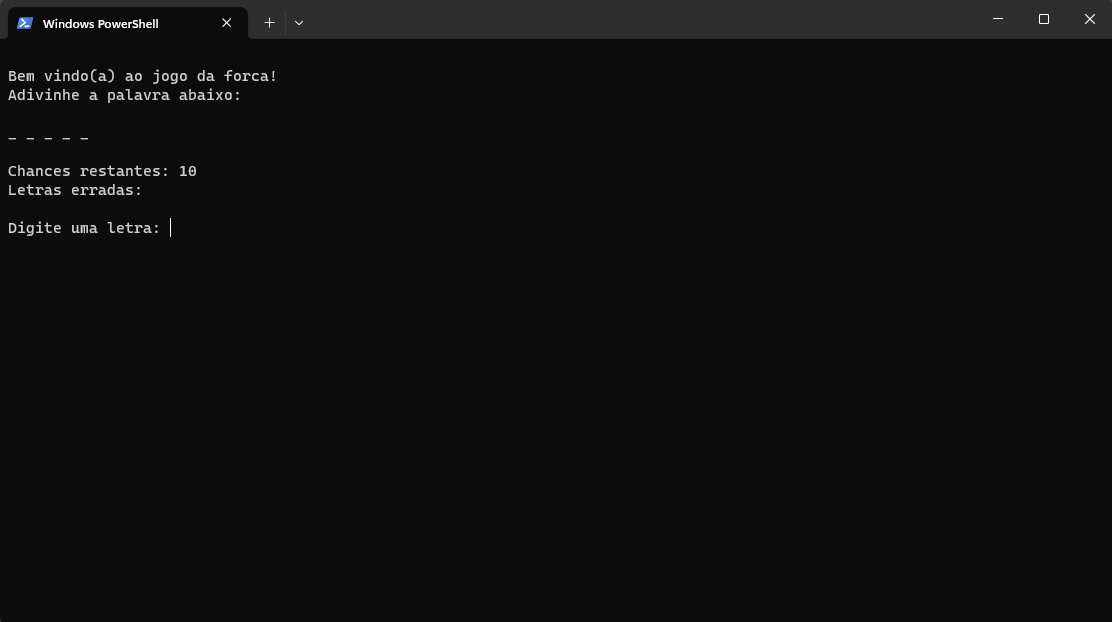 Windows PowerShell
Bem vindo(a) ao jogo da forca!
Adivinhe a palavra abaixo:
_ _ _ _ _
Chances restantes: 10
Letras erradas:
Digite uma letra: